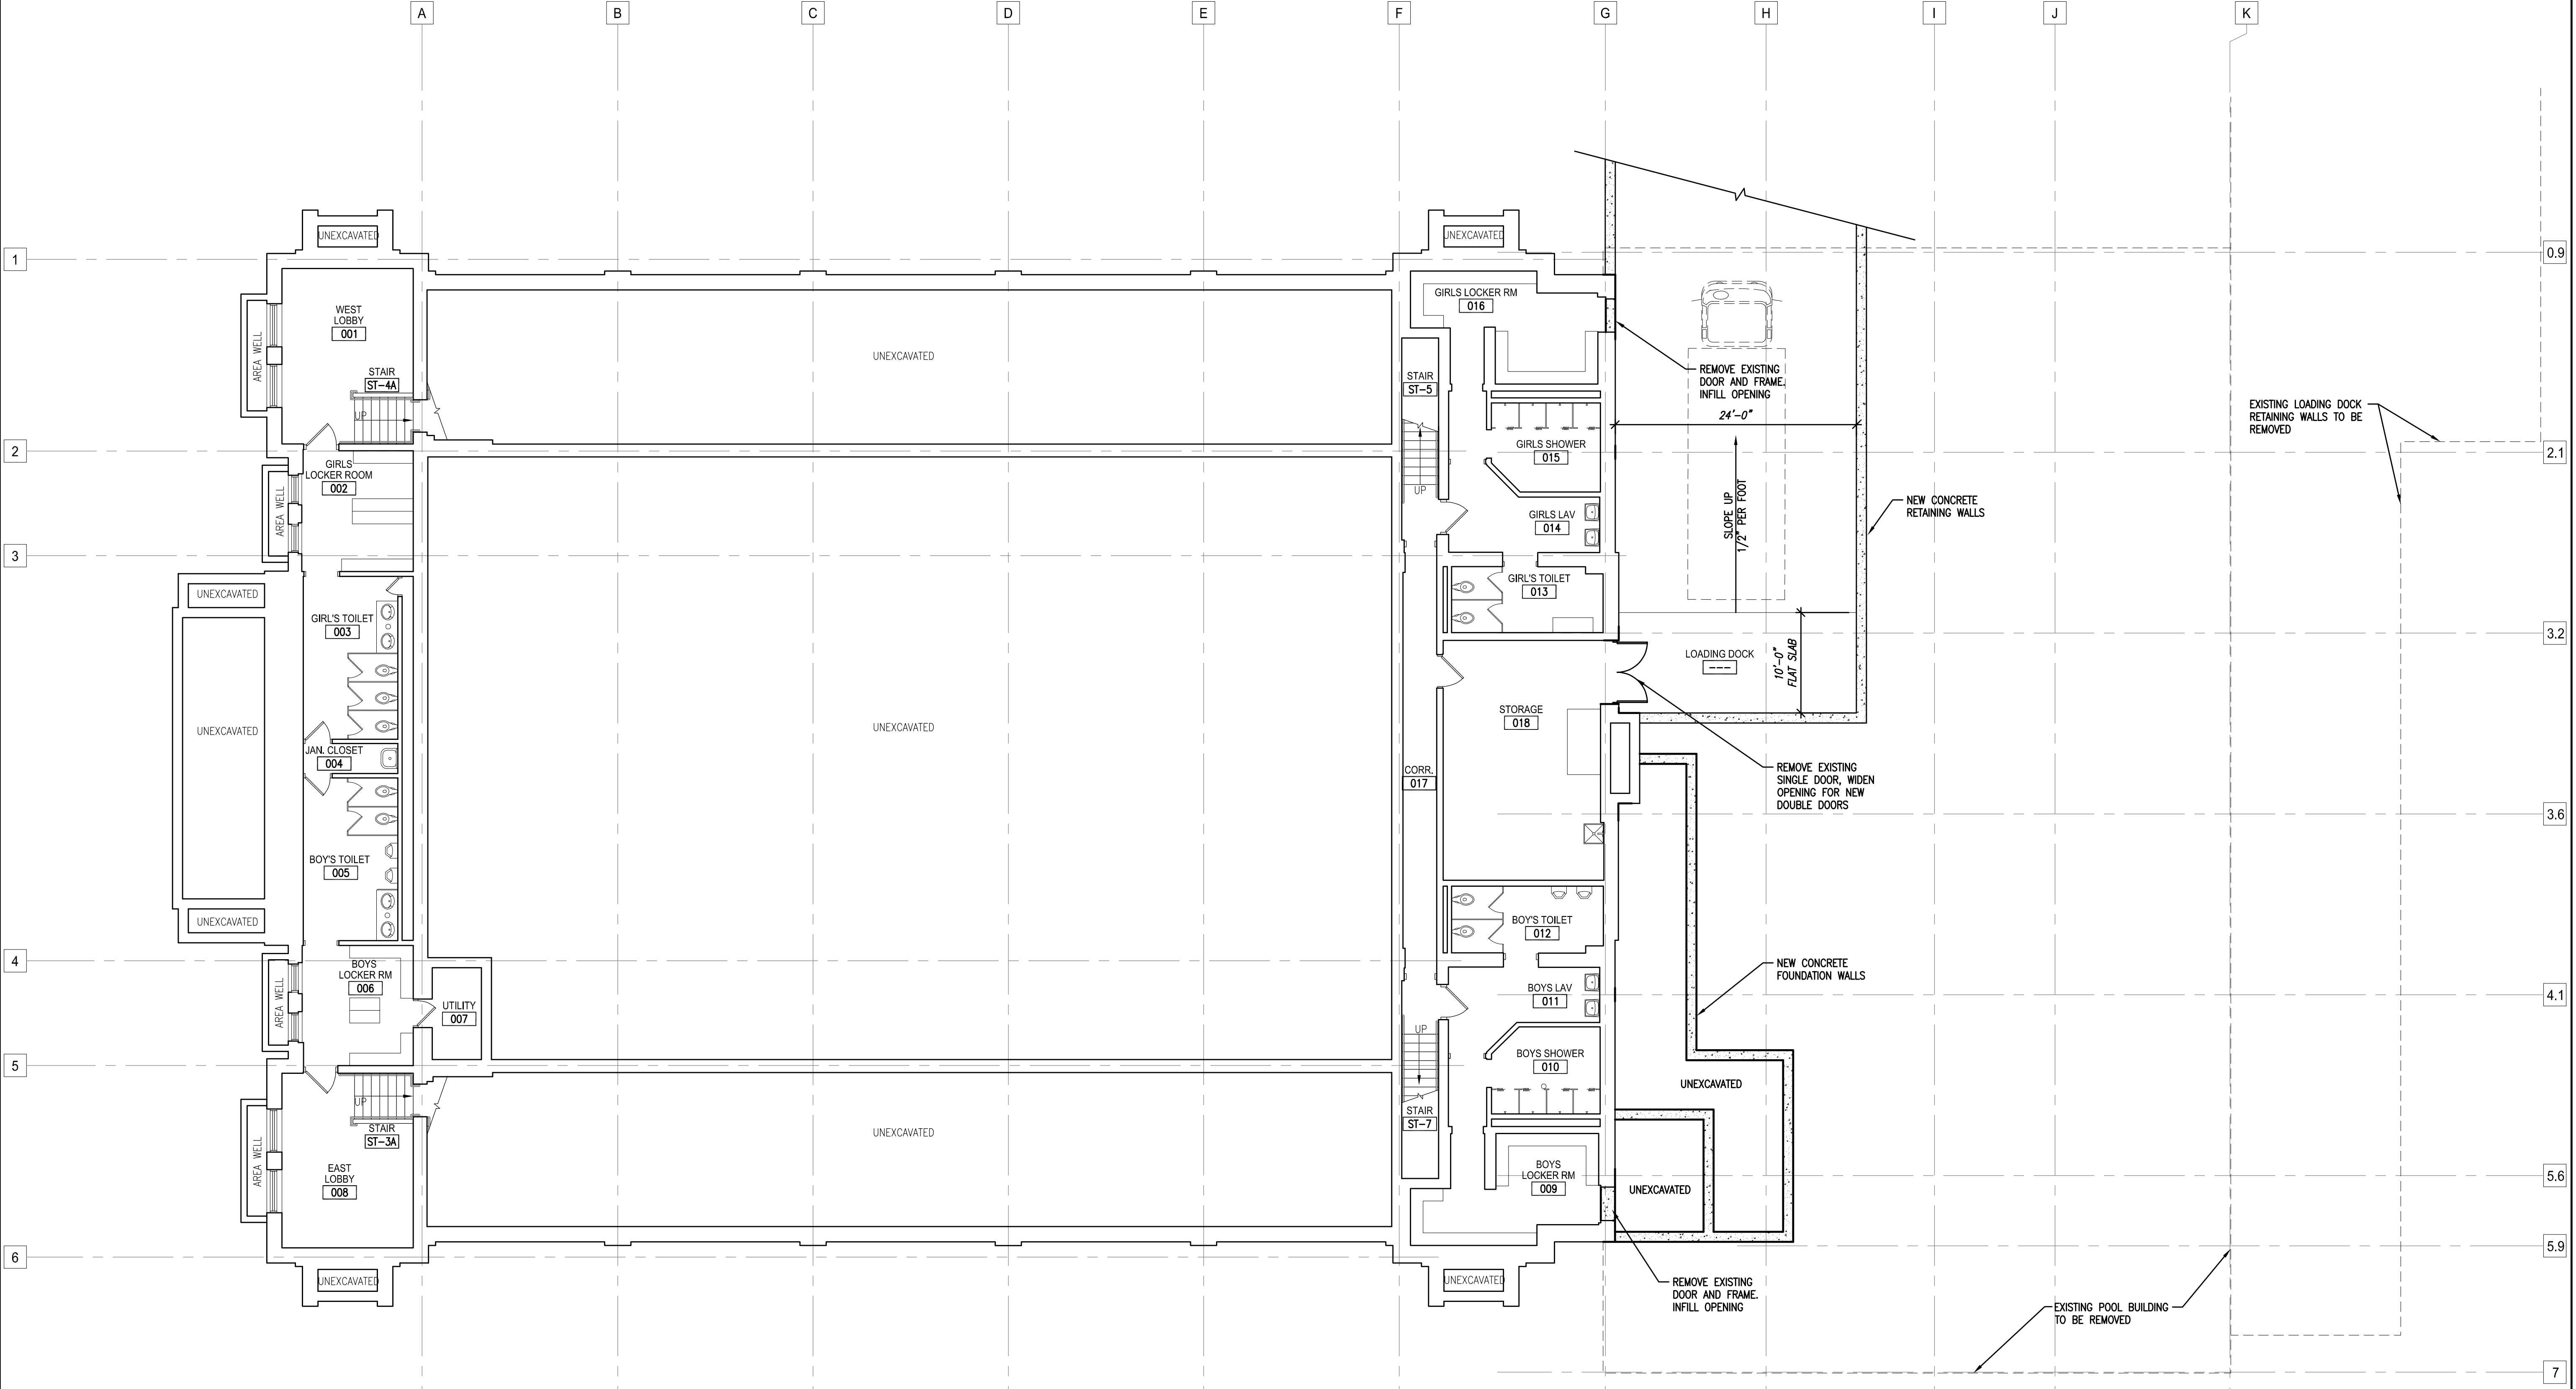 A
B
C
D
E
F
G
H
I
J
K
1
0.9
UNEXCAVATED
UNEXCAVATED
WEST
LOBBY
001
AREA WELL
STAIR
ST-4A
UP
UNEXCAVATED
GIRLS LOCKER RM
016
STAIR
ST-5
UP
REMOVE EXISTING
DOOR AND FRAME.
INFILL OPENING
24'-0"
EXISTING LOADING DOCK
RETAINING WALLS TO BE
REMOVED
2
2.1
GIRLS
LOCKER ROOM
002
AREA WELL
GIRLS SHOWER
015
GIRLS LAV
014
SLOPE UP
1/2" PER FOOT
NEW CONCRETE
RETAINING WALLS
3
UNEXCAVATED
GIRL'S TOILET
003
GIRL'S TOILET
013
3.2
LOADING DOCK
---
10'-0"
FLAT SLAB
UNEXCAVATED
UNEXCAVATED
STORAGE
018
JAN. CLOSET
004
CORR.
017
REMOVE EXISTING
SINGLE DOOR, WIDEN
OPENING FOR NEW
DOUBLE DOORS
3.6
BOY'S TOILET
005
UNEXCAVATED
BOY'S TOILET
012
4
BOYS
LOCKER RM
006
AREA WELL
UTILITY
007
BOYS LAV
011
NEW CONCRETE
FOUNDATION WALLS
4.1
5
UP
BOYS SHOWER
010
UNEXCAVATED
UP
STAIR
ST-3A
AREA WELL
EAST
LOBBY
008
UNEXCAVATED
STAIR
ST-7
BOYS
LOCKER RM
009
UNEXCAVATED
5.6
6
5.9
UNEXCAVATED
UNEXCAVATED
REMOVE EXISTING
DOOR AND FRAME.
INFILL OPENING
EXISTING POOL BUILDING
TO BE REMOVED
7